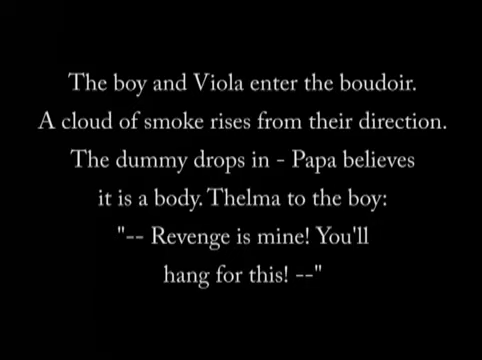 The boy and Viola enter the boudoir.
A cloud of smoke rises from their direction.
The dummy drops in - Papa believes
it is a body. Thelma to the boy:
"-- Revenge is mine! You'll
hang for this! --"